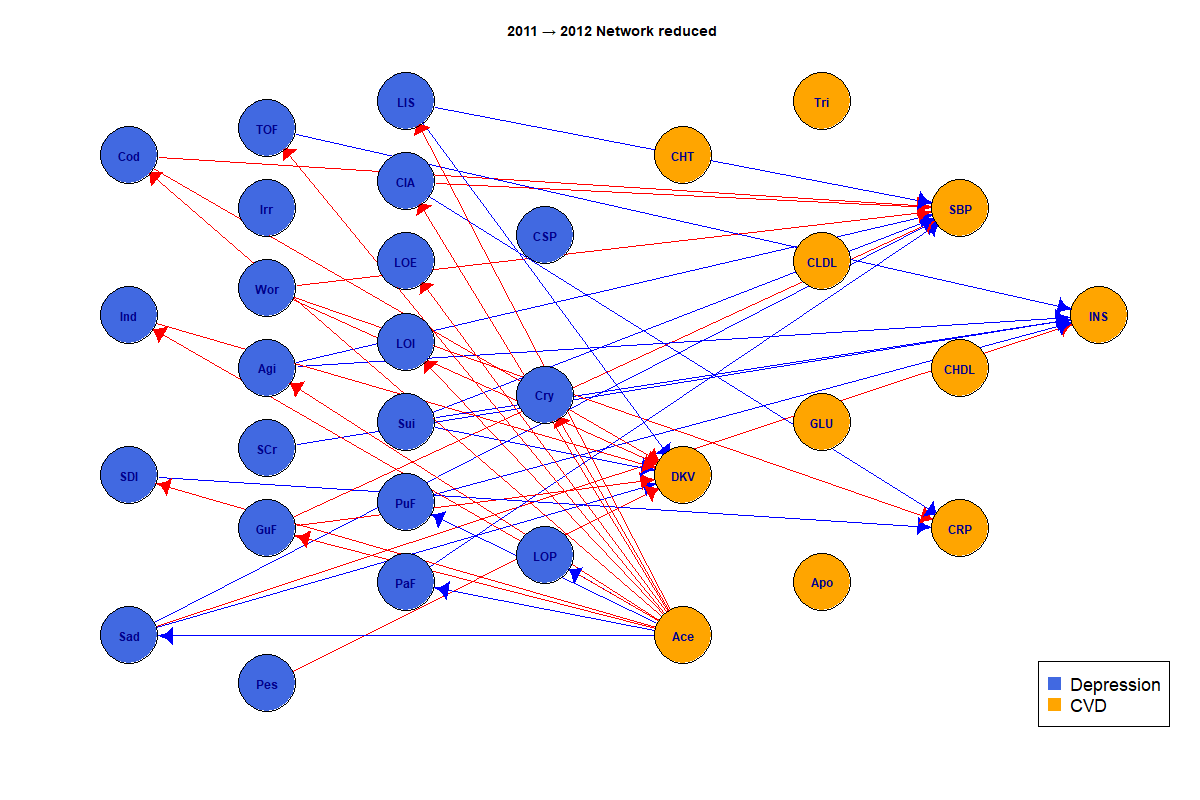 2011 → 2012 Network reduced
LIS
Tri
TOF
Cod
CHT
CIA
Irr
SBP
CSP
LOE
CLDL
Wor
Ind
INS
LOI
Agi
CHDL
Cry
Sui
GLU
SCr
SDI
DKV
PuF
GuF
CRP
LOP
PaF
Apo
Sad
Ace
Pes
Depression
CVD